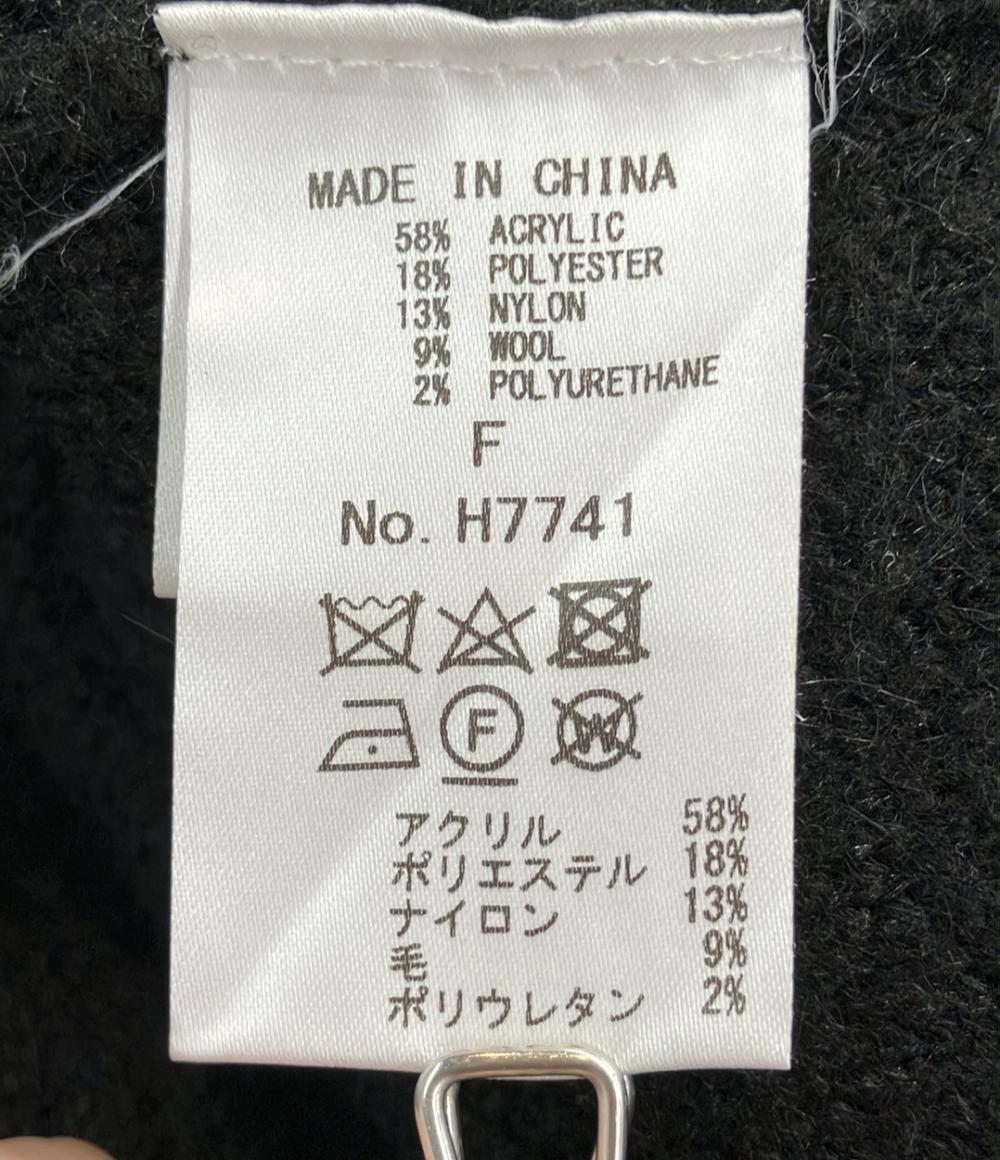 MADE IN CHINA
58% ACRYLIC
18% POLYESTER
13% NYLON
9% WOOL
2% POLYURETHANE
F
No. H7741
F W
アクリル 58%
ポリエステル 18%
ナイロン 13%
毛 9%
ポリウレタン 2%